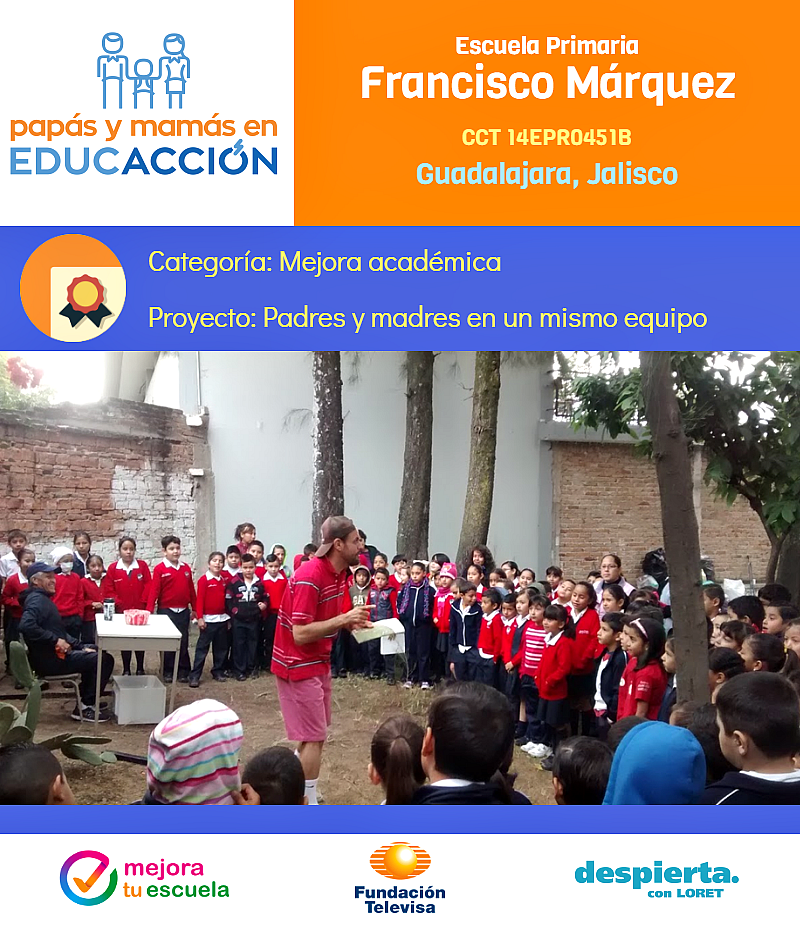 papás y mamás en
EDUCACCIÓN
Escuela Primaria
Francisco Márquez
CCT 14EPR0451B
Guadalajara, Jalisco
Categoría: Mejora académica
Proyecto: Padres y madres en un mismo equipo
mejora
tu escuela
Fundación
Televisa
despierta.
con LORET